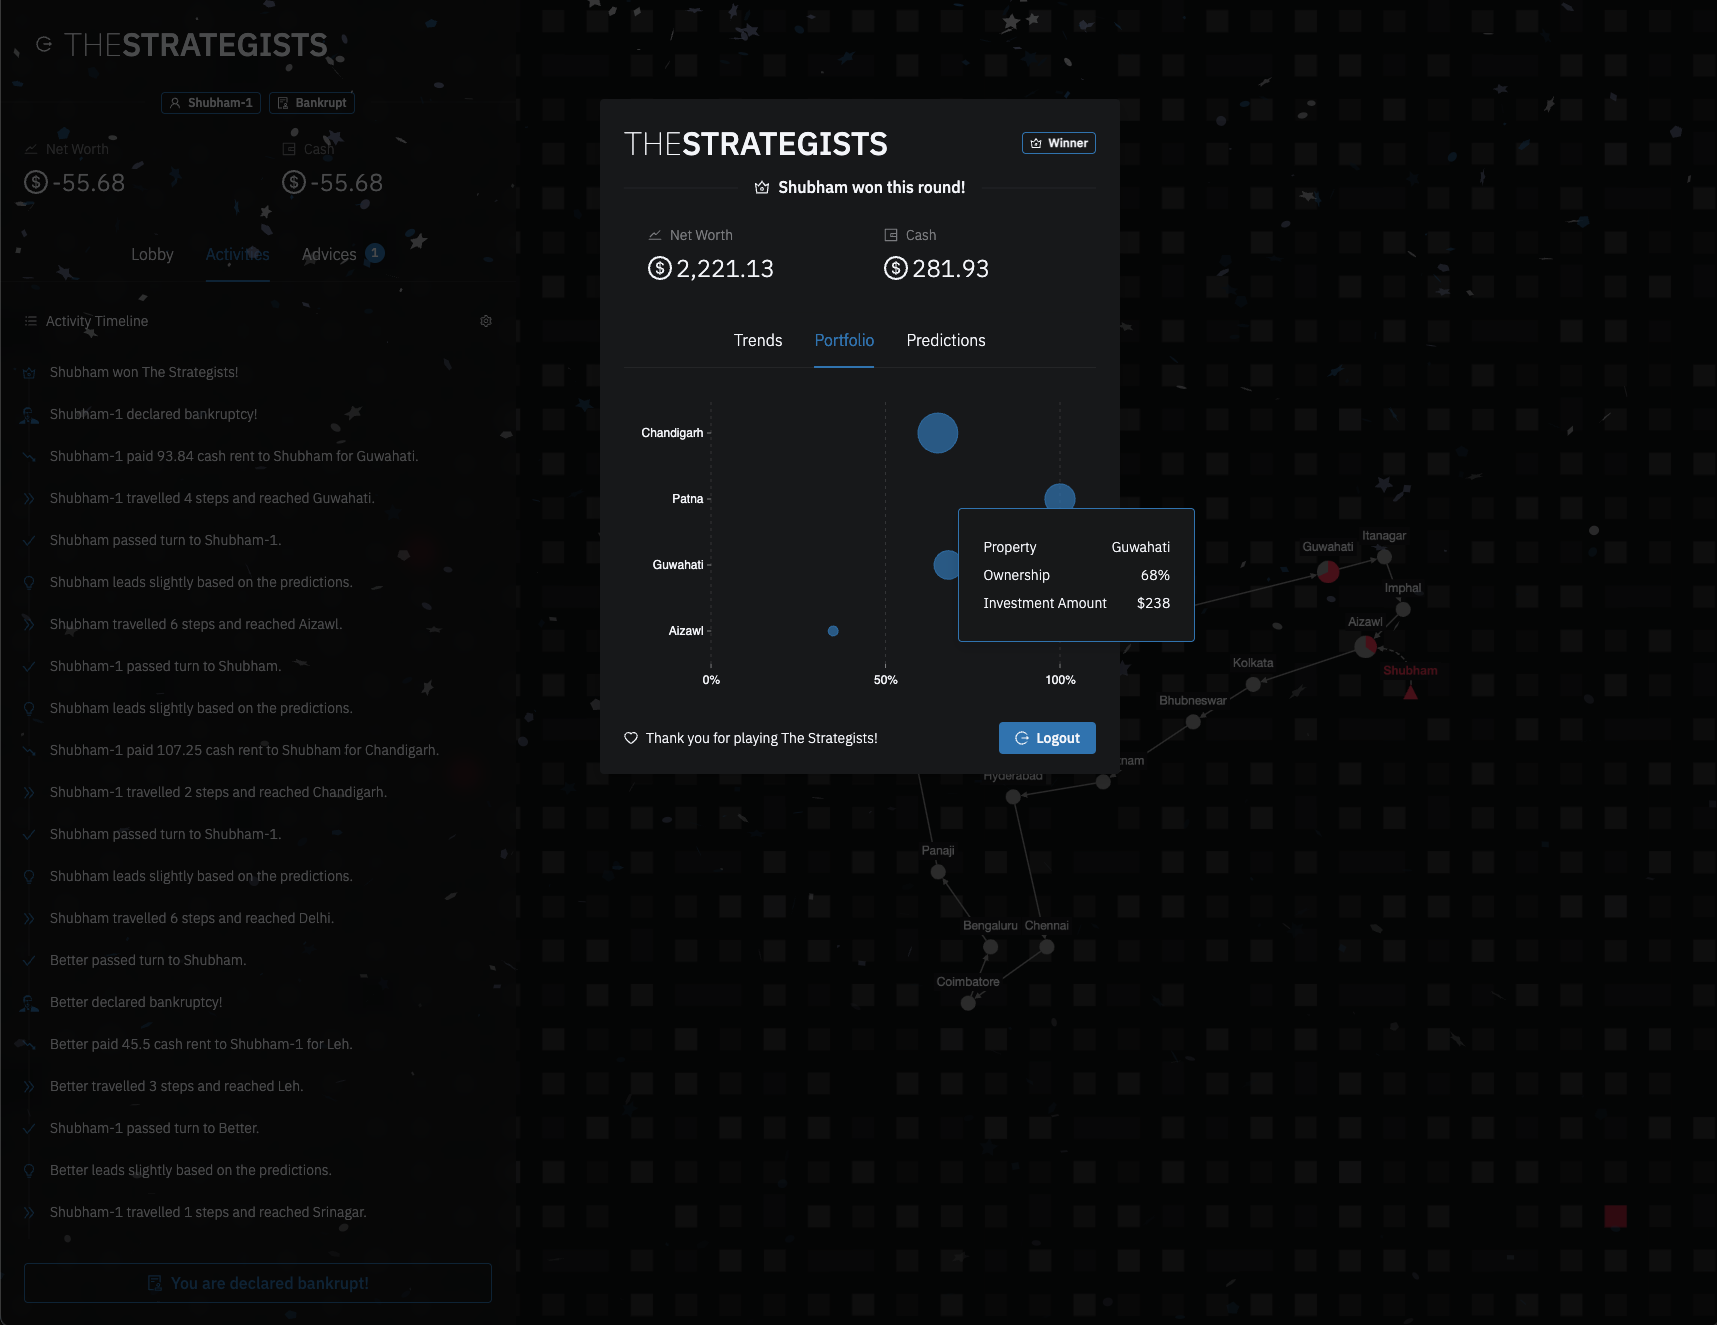 THESTRATEGISTS
Shubham-1
Bankrupt
Net Worth
Cash
$-55.68
$-55.68
Lobby
Activities
Advices
1
Activity Timeline
Shubham won The Strategists!
Shubham-1 declared bankruptcy!
Shubham-1 paid 93.84 cash rent to Shubham for Guwahati.
Shubham-1 travelled 4 steps and reached Guwahati.
Shubham passed turn to Shubham-1.
Shubham leads slightly based on the predictions.
Shubham travelled 6 steps and reached Aizawl.
Shubham-1 passed turn to Shubham.
Shubham leads slightly based on the predictions.
Shubham-1 paid 107.25 cash rent to Shubham for Chandigarh.
Shubham-1 travelled 2 steps and reached Chandigarh.
Shubham passed turn to Shubham-1.
Shubham leads slightly based on the predictions.
Shubham travelled 6 steps and reached Delhi.
Better passed turn to Shubham.
Better declared bankruptcy!
Better paid 45.5 cash rent to Shubham-1 for Leh.
Better travelled 3 steps and reached Leh.
Shubham-1 passed turn to Better.
Better leads slightly based on the predictions.
Shubham-1 travelled 1 steps and reached Srinagar.
You are declared bankrupt!
THESTRATEGISTS
Winner
Shubham won this round!
Net Worth
Cash
$2,221.13
$281.93
Trends
Portfolio
Predictions
Chandigarh
Patna
Guwahati
Aizawl
0%
50%
100%
Property Guwahati
Ownership 68%
Investment Amount $238
Thank you for playing The Strategists!
Logout
Itanagar
Guwahati
Imphal
Aizawl
Kolkata
Shubham
Bhubneswar
nam
Hyderabad
Panaji
Bengaluru
Chennai
Coimbatore